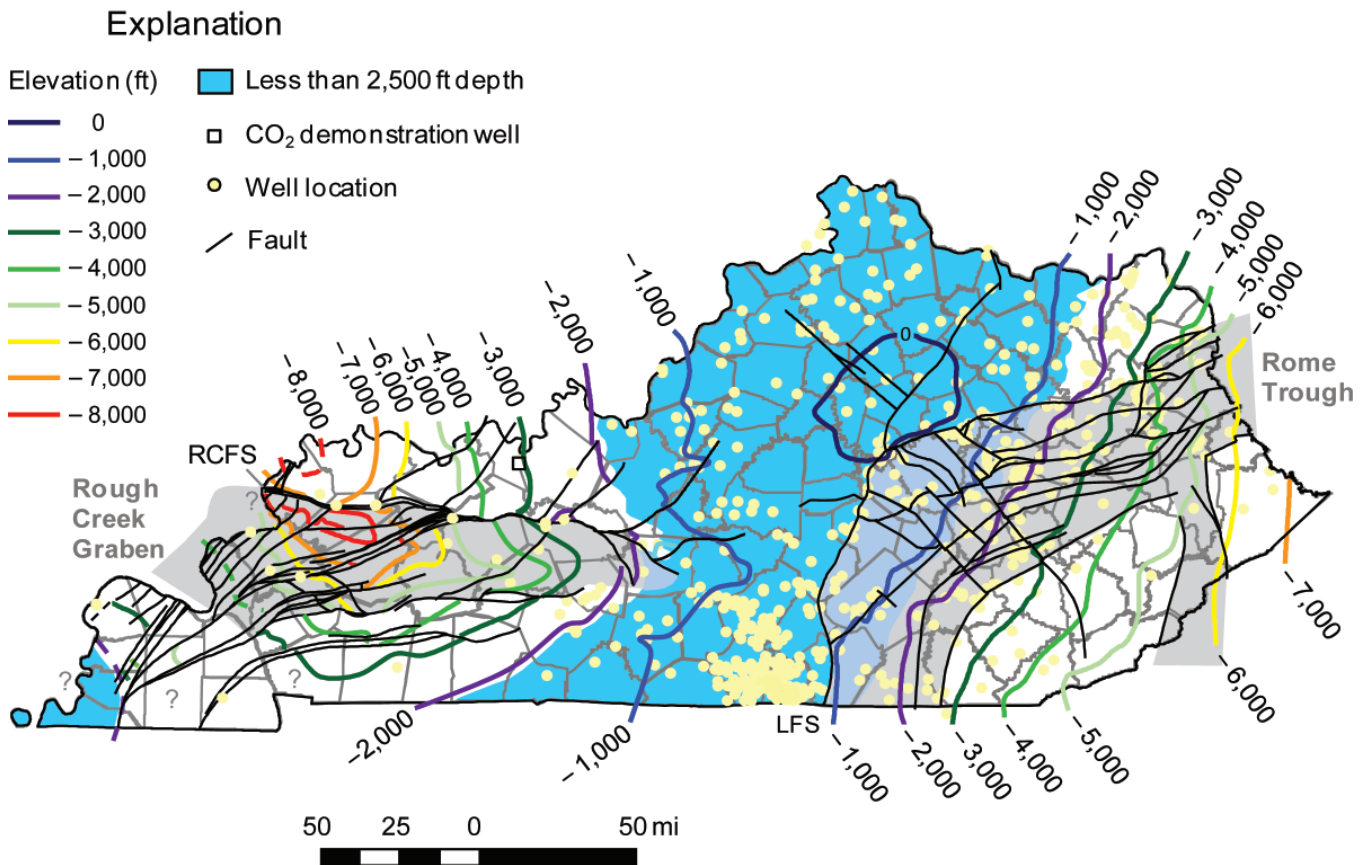 Explanation
Elevation (ft)
0
– 1,000
– 2,000
– 3,000
– 4,000
– 5,000
– 6,000
– 7,000
– 8,000
Less than 2,500 ft depth
CO₂ demonstration well
Well location
Fault
– 8,000
– 7,000
– 6,000
– 5,000
– 4,000
– 3,000
– 2,000
– 1,000
0
– 1,000
– 2,000
– 3,000
– 4,000
– 5,000
– 6,000
Rome
Trough
RCFS
Rough
Creek
Graben
?
?
?
?
– 2,000
– 1,000
LFS
– 1,000
– 2,000
– 3,000
– 4,000
– 5,000
– 6,000
– 7,000
50 25 0 50 mi